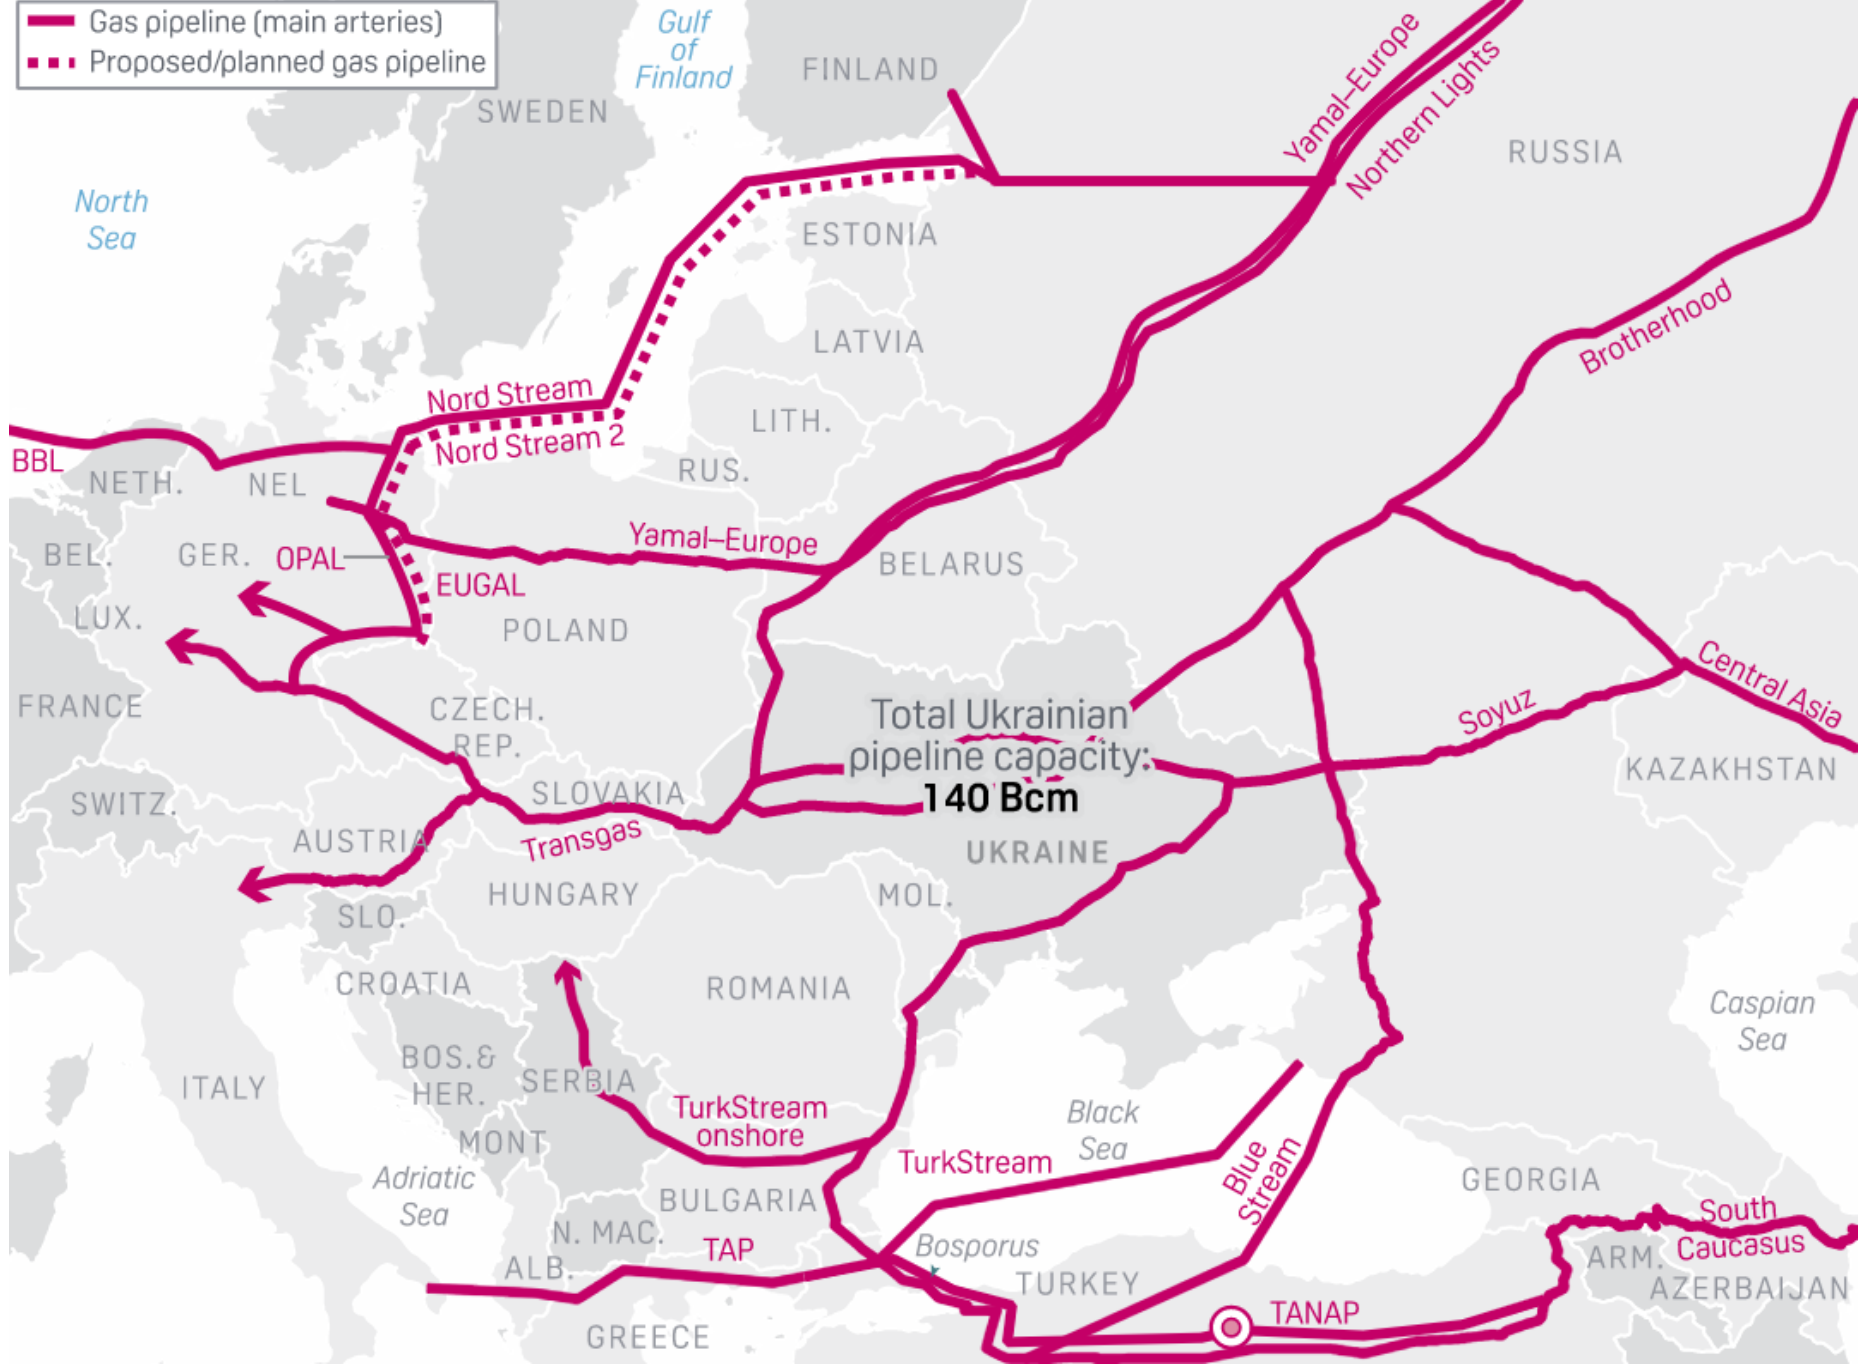 Gas pipeline (main arteries)
Proposed/planned gas pipeline
Gulf
of
Finland
FINLAND
SWEDEN
Yamal–Europe
Northern Lights
RUSSIA
North
Sea
ESTONIA
LATVIA
Brotherhood
Nord Stream
Nord Stream 2
LITH.
RUS.
BBL
NETH.
NEL
Yamal–Europe
BELARUS
BEL.
GER.
OPAL
EUGAL
LUX.
POLAND
FRANCE
CZECH.
REP.
Total Ukrainian
pipeline capacity:
140 Bcm
Soyuz
Central Asia
KAZAKHSTAN
SWITZ.
SLOVAKIA
AUSTRIA
Transgas
UKRAINE
HUNGARY
MOL.
SLO.
CROATIA
ROMANIA
Caspian
Sea
BOS.&
HER.
SERBIA
ITALY
TurkStream
onshore
Black
Sea
MONT
TurkStream
Blue
Stream
Adriatic
Sea
BULGARIA
GEORGIA
N. MAC.
TAP
Bosporus
South
Caucasus
ALB.
TURKEY
ARM.
AZERBAIJAN
TANAP
GREECE